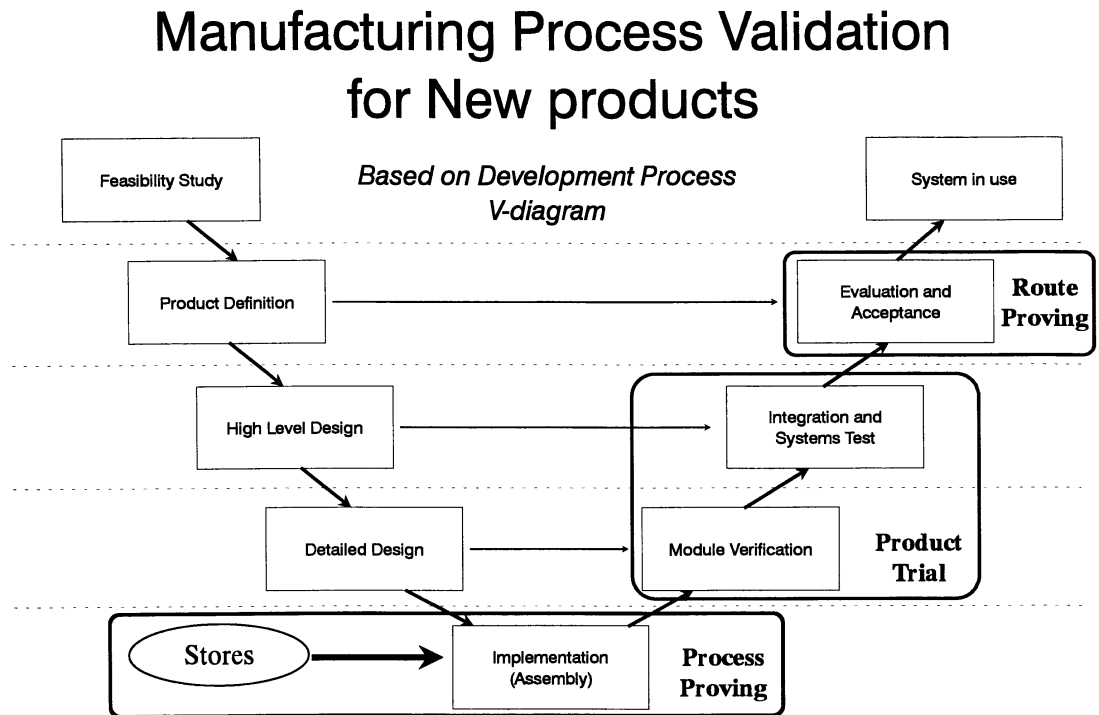 Manufacturing Process Validation
for New products
Based on Development Process
V-diagram
Feasibility Study
System in use
Product Definition
Evaluation and
Acceptance
Route
Proving
High Level Design
Integration and
Systems Test
Detailed Design
Module Verification
Product
Trial
Stores
Implementation
(Assembly)
Process
Proving